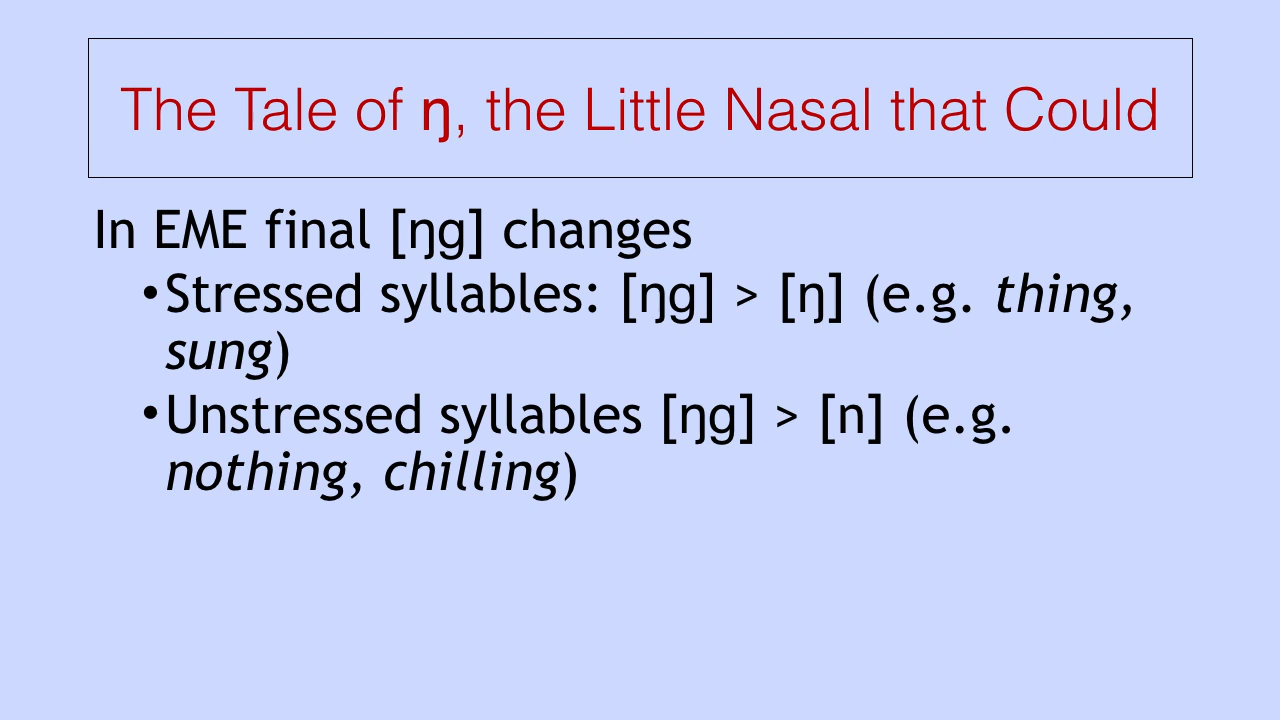 The Tale of ŋ, the Little Nasal that Could
In EME final [ŋg] changes
•Stressed syllables: [ŋg] > [ŋ] (e.g. thing,
sung)
•Unstressed syllables [ŋg] > [n] (e.g.
nothing, chilling)